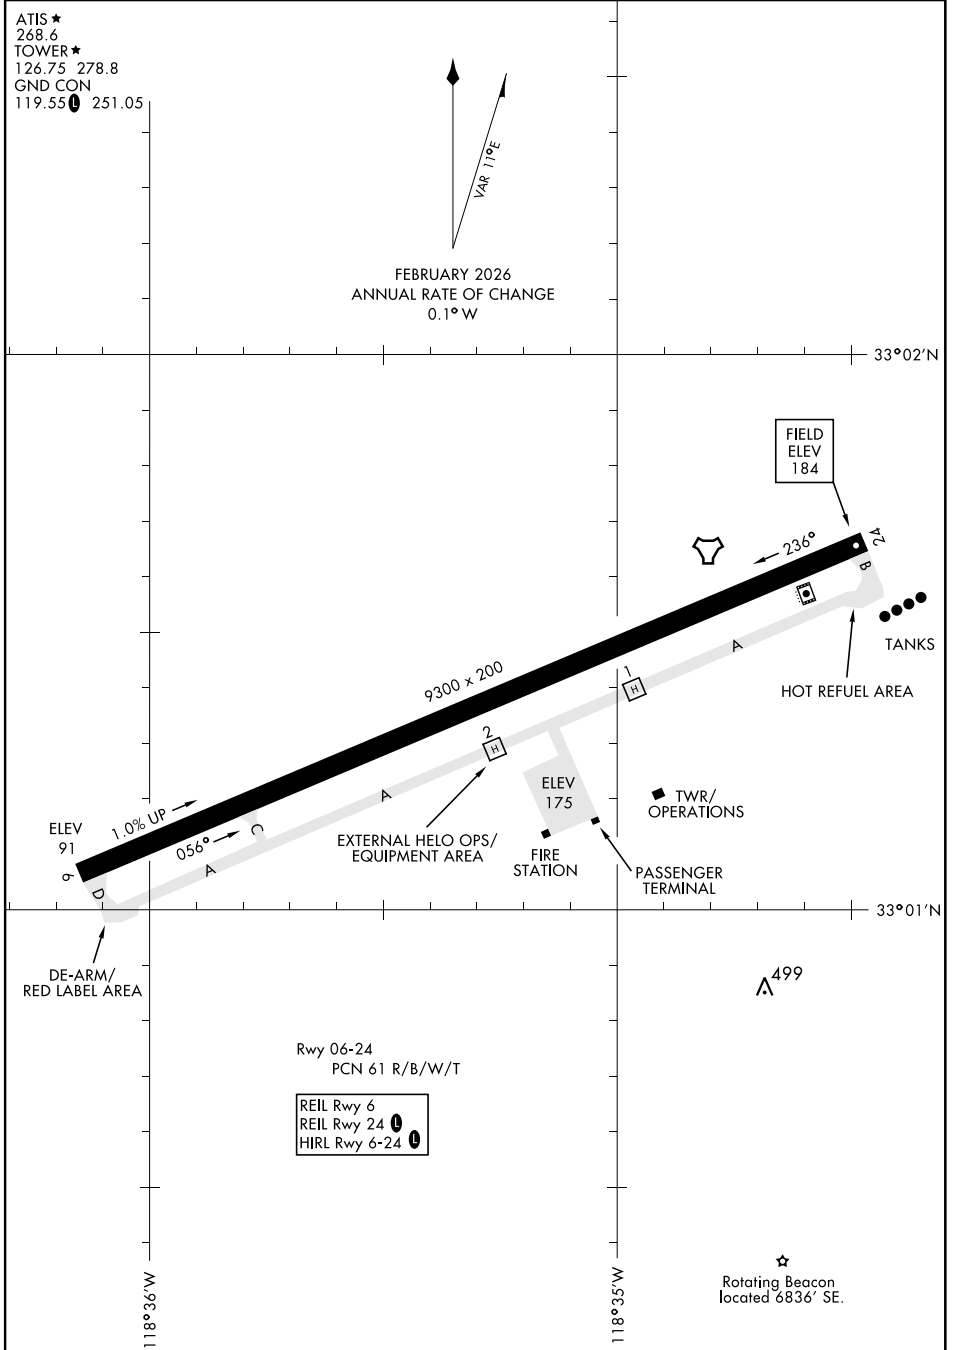 ATIS ★
268.6
TOWER ★
126.75 278.8
GND CON
119.55 L 251.05
VAR 11°E
FEBRUARY 2026
ANNUAL RATE OF CHANGE
0.1° W
33°02'N
FIELD
ELEV
184
24
236°
B
TANKS
A
HOT REFUEL AREA
9300 x 200
1
H
2
H
ELEV
175
TWR/
OPERATIONS
A
1.0% UP
ELEV
91
056°
C
EXTERNAL HELO OPS/
EQUIPMENT AREA
FIRE
STATION
PASSENGER
TERMINAL
6
D
A
33°01'N
DE-ARM/
RED LABEL AREA
499
Rwy 06-24
PCN 61 R/B/W/T
REIL Rwy 6
REIL Rwy 24 L
HIRL Rwy 6-24 L
118°36'W
118°35'W
Rotating Beacon
located 6836' SE.